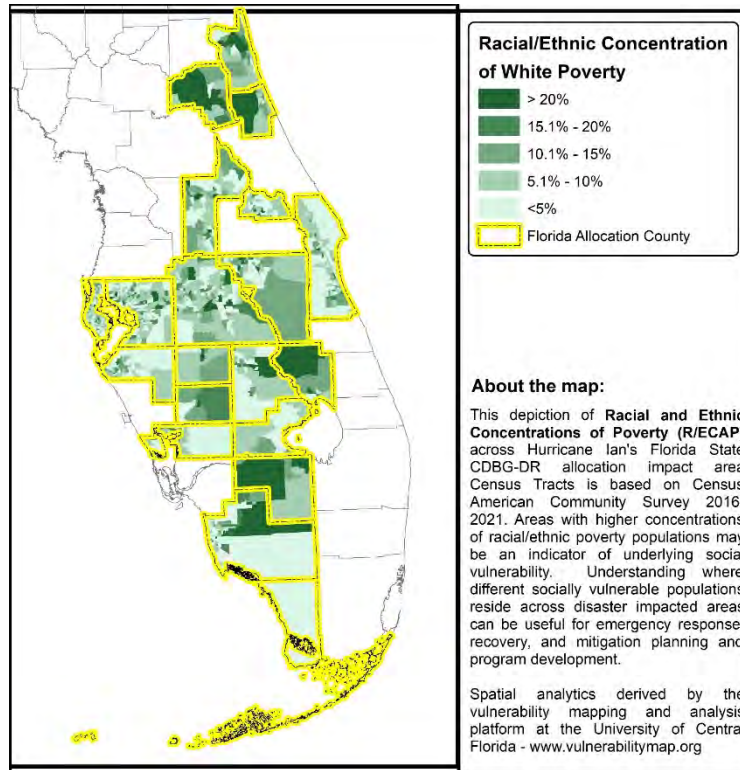 Racial/Ethnic Concentration
of White Poverty
> 20%
15.1% - 20%
10.1% - 15%
5.1% - 10%
<5%
Florida Allocation County
About the map:
This depiction of Racial and Ethnic
Concentrations of Poverty (R/ECAP
across Hurricane Ian's Florida State
CDBG-DR allocation impact area
Census Tracts is based on Census
American Community Survey 2016
2021. Areas with higher concentrations
of racial/ethnic poverty populations may
be an indicator of underlying social
vulnerability. Understanding where
different socially vulnerable populations
reside across disaster impacted areas
can be useful for emergency response
recovery, and mitigation planning and
program development.
Spatial analytics derived by the
vulnerability mapping and analysis
platform at the University of Centra
Florida - www.vulnerabilitymap.org